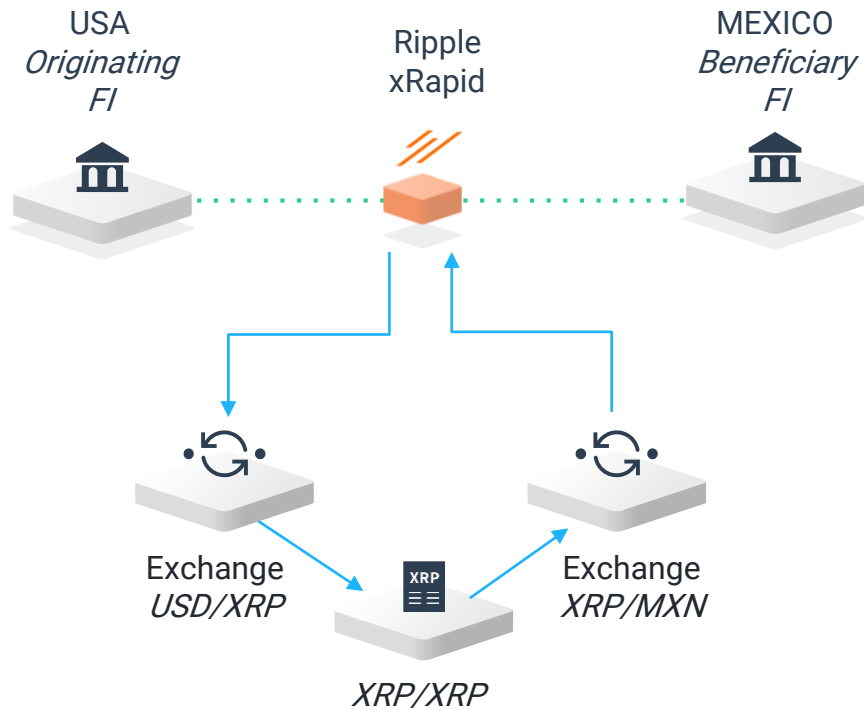 USA
Originating
FI
Ripple
xRapid
MEXICO
Beneficiary
FI
Exchange
USD/XRP
XRP
Exchange
XRP/MXN
XRP/XRP